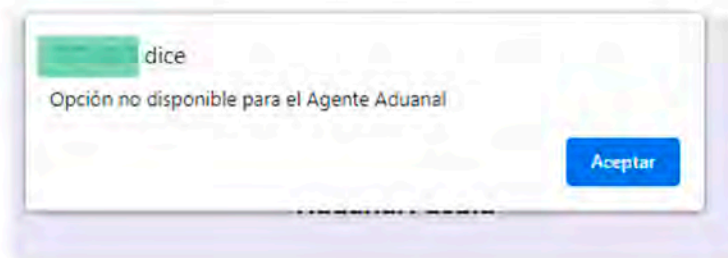 dice
Opción no disponible para el Agente Aduanal
Aceptar